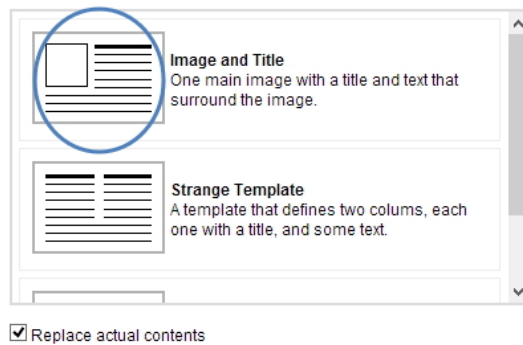 Image and Title
One main image with a title and text that
surround the image.
Strange Template
A template that defines two colums, each
one with a title, and some text.
Replace actual contents